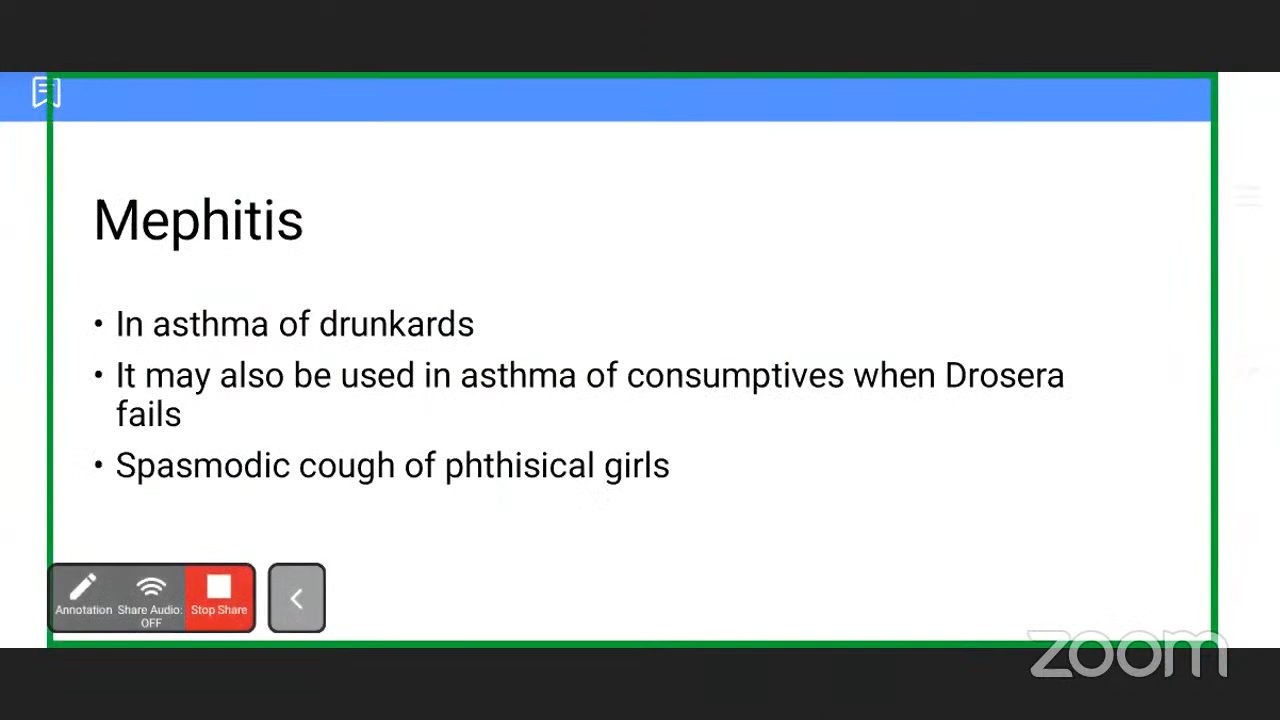 Mephitis
• In asthma of drunkards
• It may also be used in asthma of consumptives when Drosera
fails
• Spasmodic cough of phthisical girls
Annotation Share Audio: Stop Share
OFF
zoom